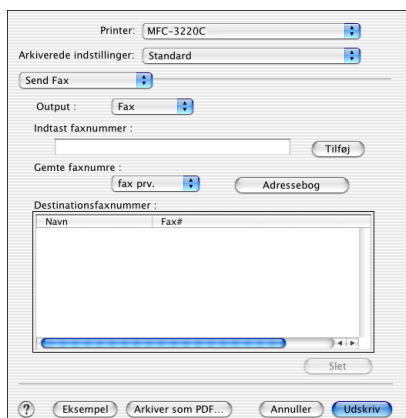 Printer: MFC-3220C
Arkiverede indstillinger: Standard
Send Fax
Output : Fax
Indtast faxnummer :
Tilføj
Gemte faxnumre :
fax prv. Adressebog
Destinationsfaxnummer :
Navn Fax#
Slet
? Eksempel Arkiver som PDF... Annuller Udskriv